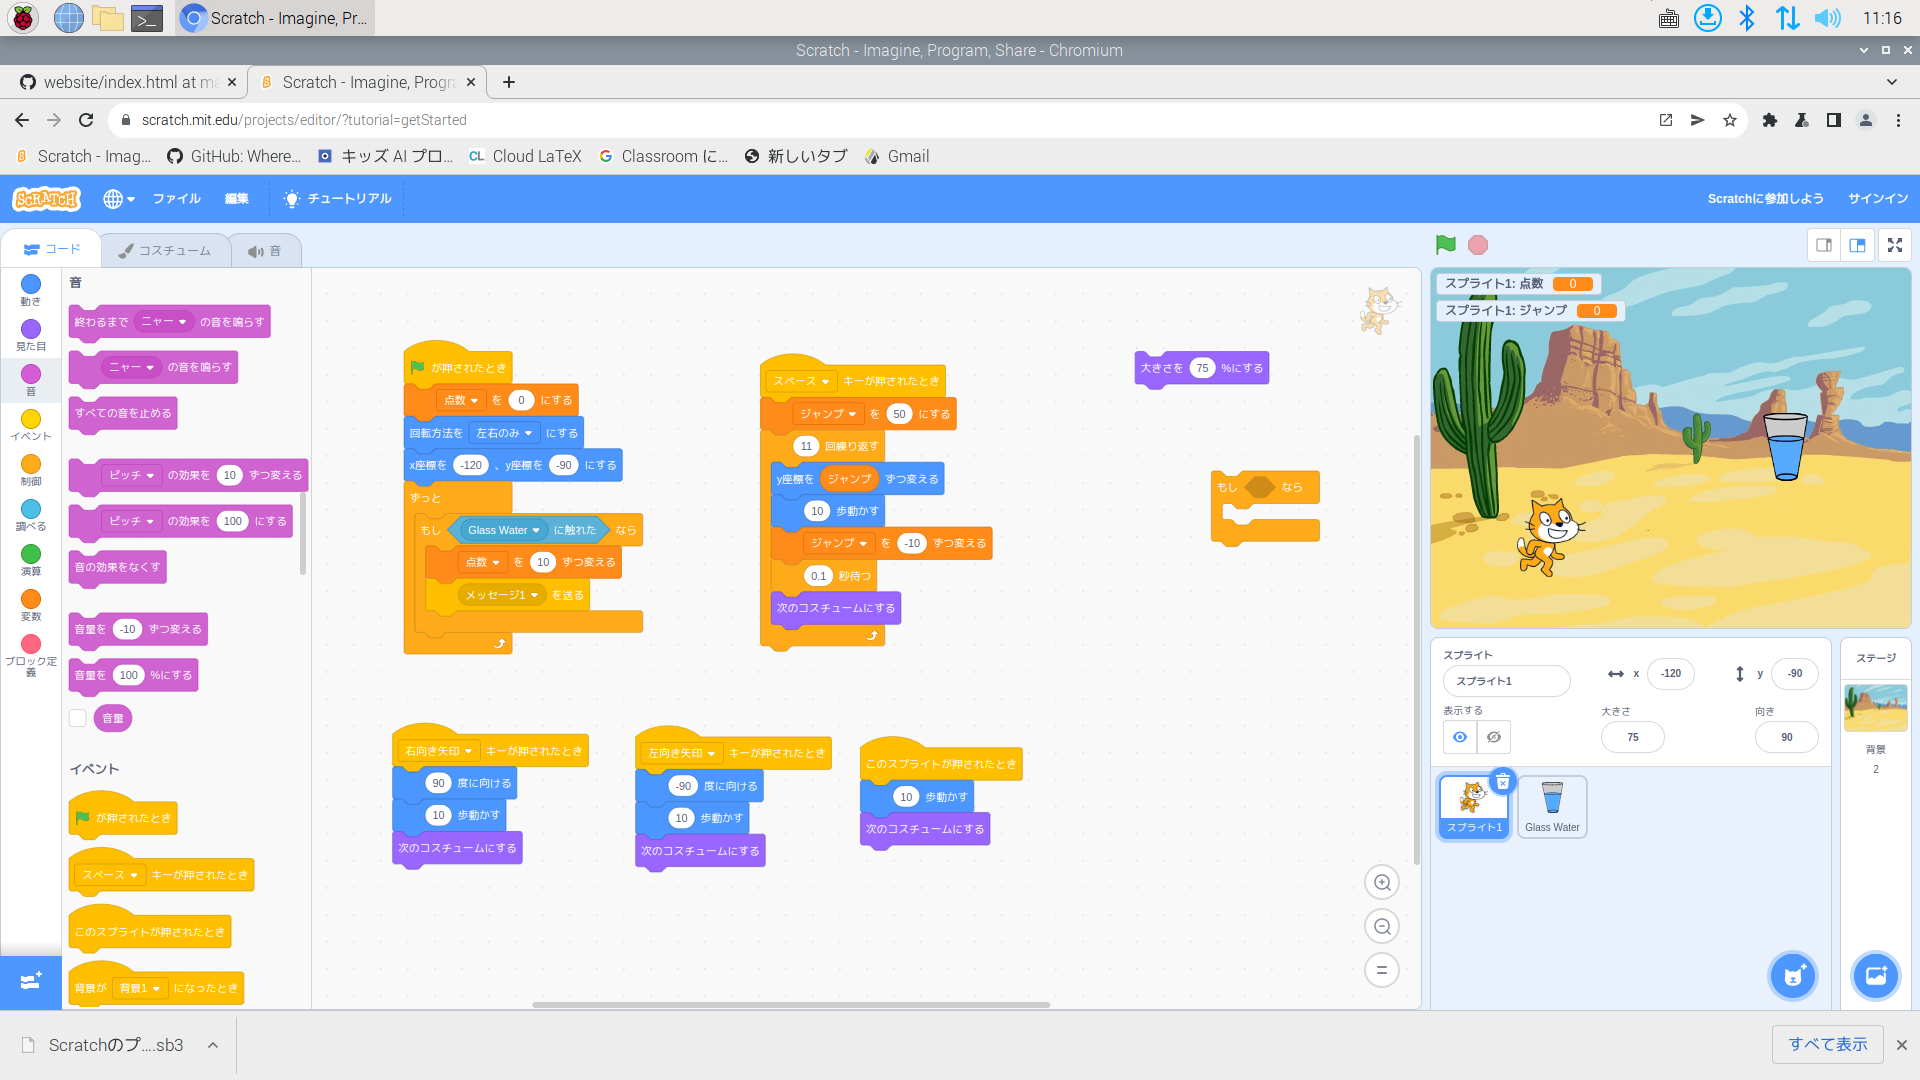 Scratch - Imagine, Pr...
11:16
Scratch - Imagine, Program, Share - Chromium
website/index.html at ma
Scratch - Imagine, Progra
scratch.mit.edu/projects/editor/?tutorial=getStarted
Scratch - Imag...
GitHub: Where...
キッズ AI プロ...
CL Cloud LaTeX
Classroom に...
新しいタブ
Gmail
SCRATCH
ファイル
編集
チュートリアル
Scratchに参加しよう
サインイン
コード
コスチューム
音
動き
見た目
音
イベント
制御
調べる
演算
変数
ブロック定義
音
終わるまで ニャー の音を鳴らす
ニャー の音を鳴らす
すべての音を止める
ピッチ の効果を 10 ずつ変える
ピッチ の効果を 100 にする
音の効果をなくす
音量を -10 ずつ変える
音量を 100 %にする
音量
イベント
が押されたとき
スペース キーが押されたとき
このスプライトが押されたとき
背景が 背景1 になったとき
が押されたとき
点数 を 0 にする
回転方法を 左右のみ にする
x座標を -120 、y座標を -90 にする
ずっと
もし Glass Water に触れた なら
点数 を 10 ずつ変える
メッセージ1 を送る
スペース キーが押されたとき
ジャンプ を 50 にする
11 回繰り返す
y座標を ジャンプ ずつ変える
10 歩動かす
ジャンプ を -10 ずつ変える
0.1 秒待つ
次のコスチュームにする
大きさを 75 %にする
もし なら
右向き矢印 キーが押されたとき
90 度に向ける
10 歩動かす
次のコスチュームにする
左向き矢印 キーが押されたとき
-90 度に向ける
10 歩動かす
次のコスチュームにする
このスプライトが押されたとき
10 歩動かす
次のコスチュームにする
スプライト1: 点数 0
スプライト1: ジャンプ 0
スプライト
スプライト1
x -120
y -90
表示する
大きさ
75
向き
90
スプライト1
Glass Water
ステージ
背景
2
Scratchのプ....sb3
すべて表示